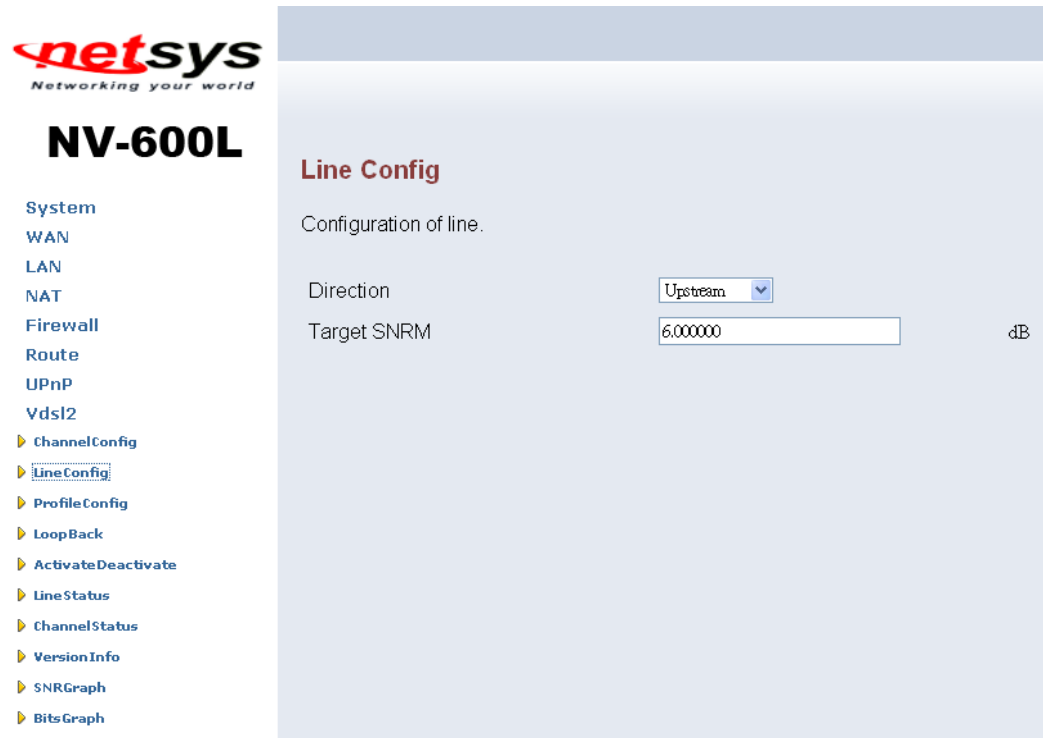 netsys
Networking your world
NV-600L
System
WAN
LAN
NAT
Firewall
Route
UPnP
Vdsl2
ChannelConfig
LineConfig
ProfileConfig
LoopBack
ActivateDeactivate
LineStatus
ChannelStatus
VersionInfo
SNRGraph
BitsGraph
Line Config
Configuration of line.
Direction Upstream
Target SNRM 6.000000 dB